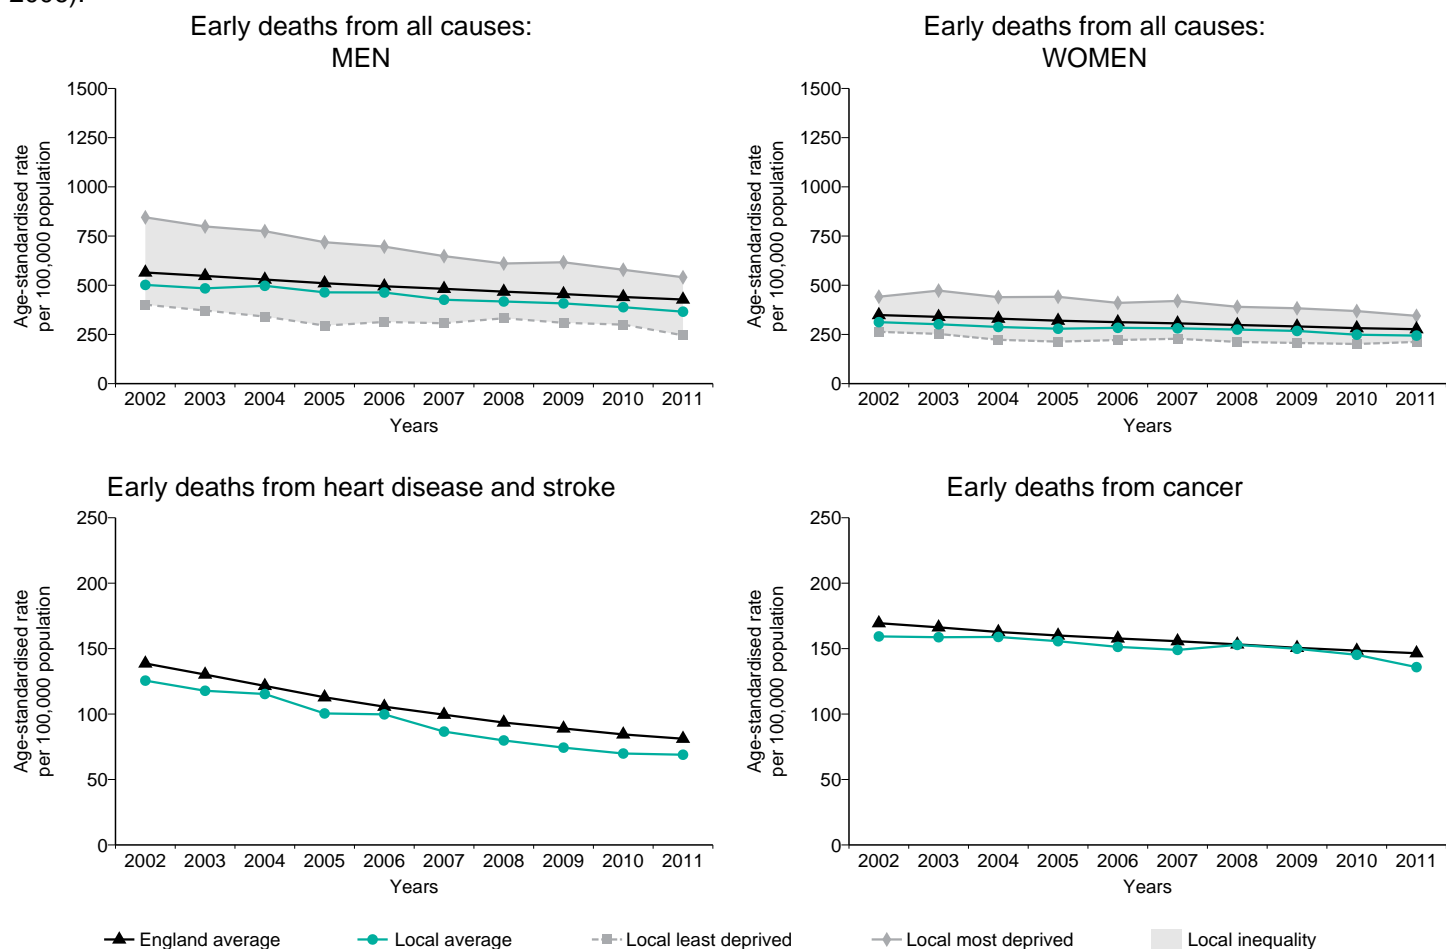 Early deaths from all causes:
MEN
1500
1250
1000
750
500
250
0
Age-standardised rate
per 100,000 population
2002 2003 2004 2005 2006 2007 2008 2009 2010 2011
Years
Early deaths from all causes:
WOMEN
1500
1250
1000
750
500
250
0
Age-standardised rate
per 100,000 population
2002 2003 2004 2005 2006 2007 2008 2009 2010 2011
Years
Early deaths from heart disease and stroke
250
200
150
100
50
0
Age-standardised rate
per 100,000 population
2002 2003 2004 2005 2006 2007 2008 2009 2010 2011
Years
Early deaths from cancer
250
200
150
100
50
0
Age-standardised rate
per 100,000 population
2002 2003 2004 2005 2006 2007 2008 2009 2010 2011
Years
England average Local average Local least deprived Local most deprived Local inequality